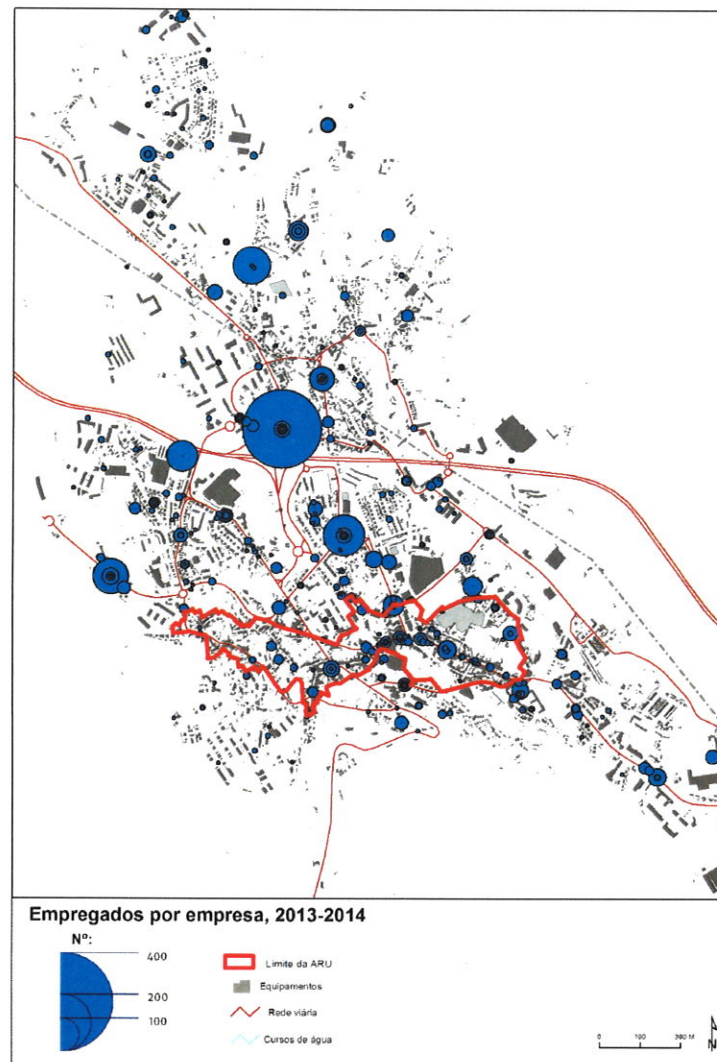 Empregados por empresa, 2013-2014
Nº:
400
200
100
Limite da ARU
Equipamentos
Rede viária
Cursos de água
0 100 200 M
N